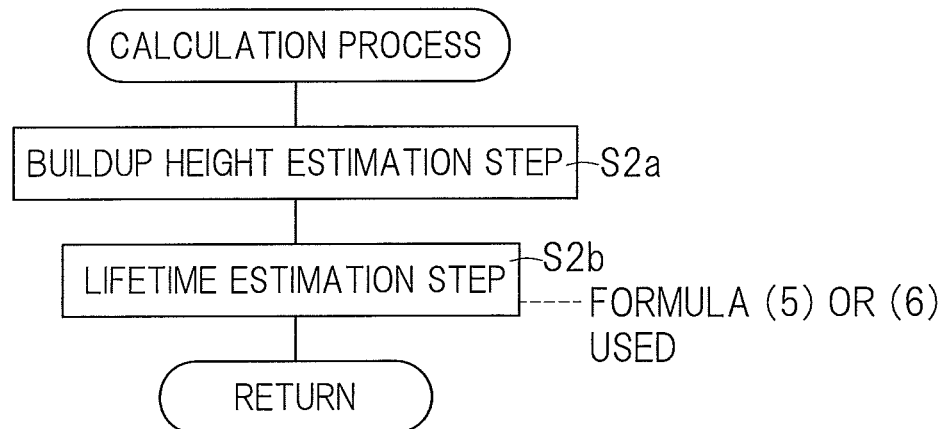 CALCULATION PROCESS
BUILDUP HEIGHT ESTIMATION STEP
S2a
LIFETIME ESTIMATION STEP
S2b
FORMULA (5) OR (6)
USED
RETURN